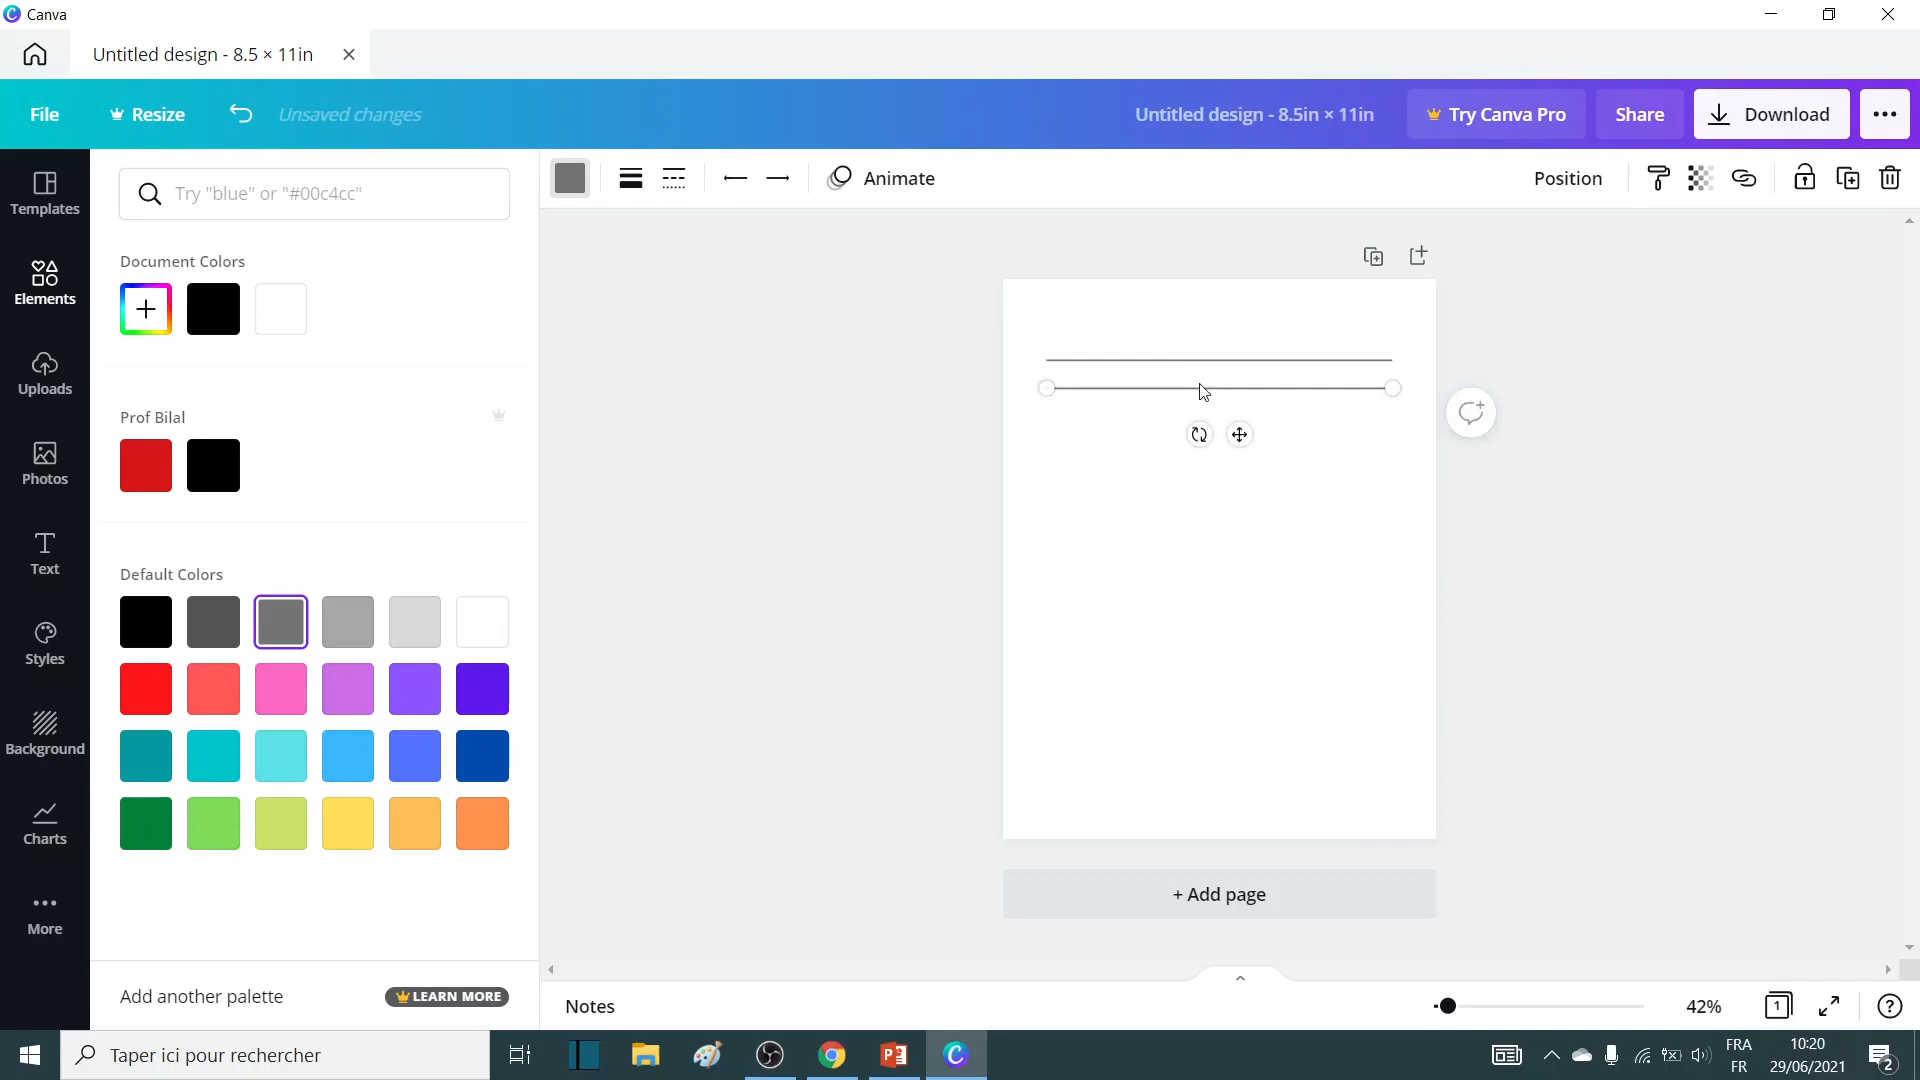 Canva
Untitled design - 8.5 × 11in
File
Resize
Unsaved changes
Untitled design - 8.5in × 11in
Try Canva Pro
Share
Download
Templates
Elements
Uploads
Photos
Text
Styles
Background
Charts
More
Try "blue" or "#00c4cc"
Document Colors
Prof Bilal
Default Colors
Add another palette
LEARN MORE
Animate
Position
+ Add page
Notes
42%
1
Taper ici pour rechercher
FRA
FR
10:20
29/06/2021
2